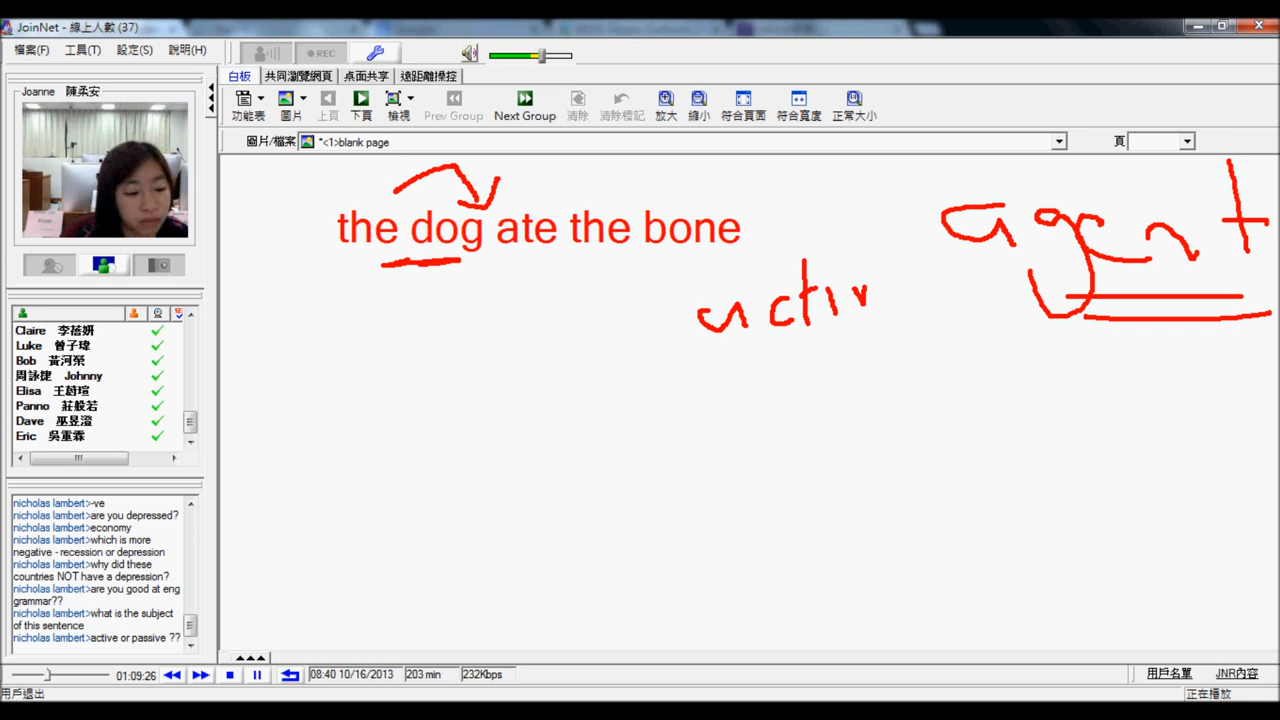 JoinNet - 線上人數 (37)
檔案(F) 工具(T) 設定(S) 說明(H) REC
Joanne 陳柔安
白板 共同瀏覽網頁 桌面共享 遠距離操控
功能表 圖片 上頁 下頁 檢視 Prev Group Next Group 清除 清除標記 放大 縮小 符合頁面 符合寬度 正常大小
圖片/檔案 *<1>blank page 頁
the dog ate the bone
agent
activ
Claire 李蓓妍
Luke 曾子瑋
Bob 黃河榮
周詠捷 Johnny
Elisa 王蒔瑄
Panno 莊般若
Dave 巫昱澄
Eric 吳重霖
nicholas lambert>-ve
nicholas lambert>are you depressed?
nicholas lambert>economy
nicholas lambert>which is more
negative - recession or depression
nicholas lambert>why did these
countries NOT have a depression?
nicholas lambert>are you good at eng
grammar??
nicholas lambert>what is the subject
of this sentence
nicholas lambert>active or passive ??
01:09:26 08:40 10/16/2013 203 min 232Kbps 用戶名單 JNR內容
用戶退出 正在播放